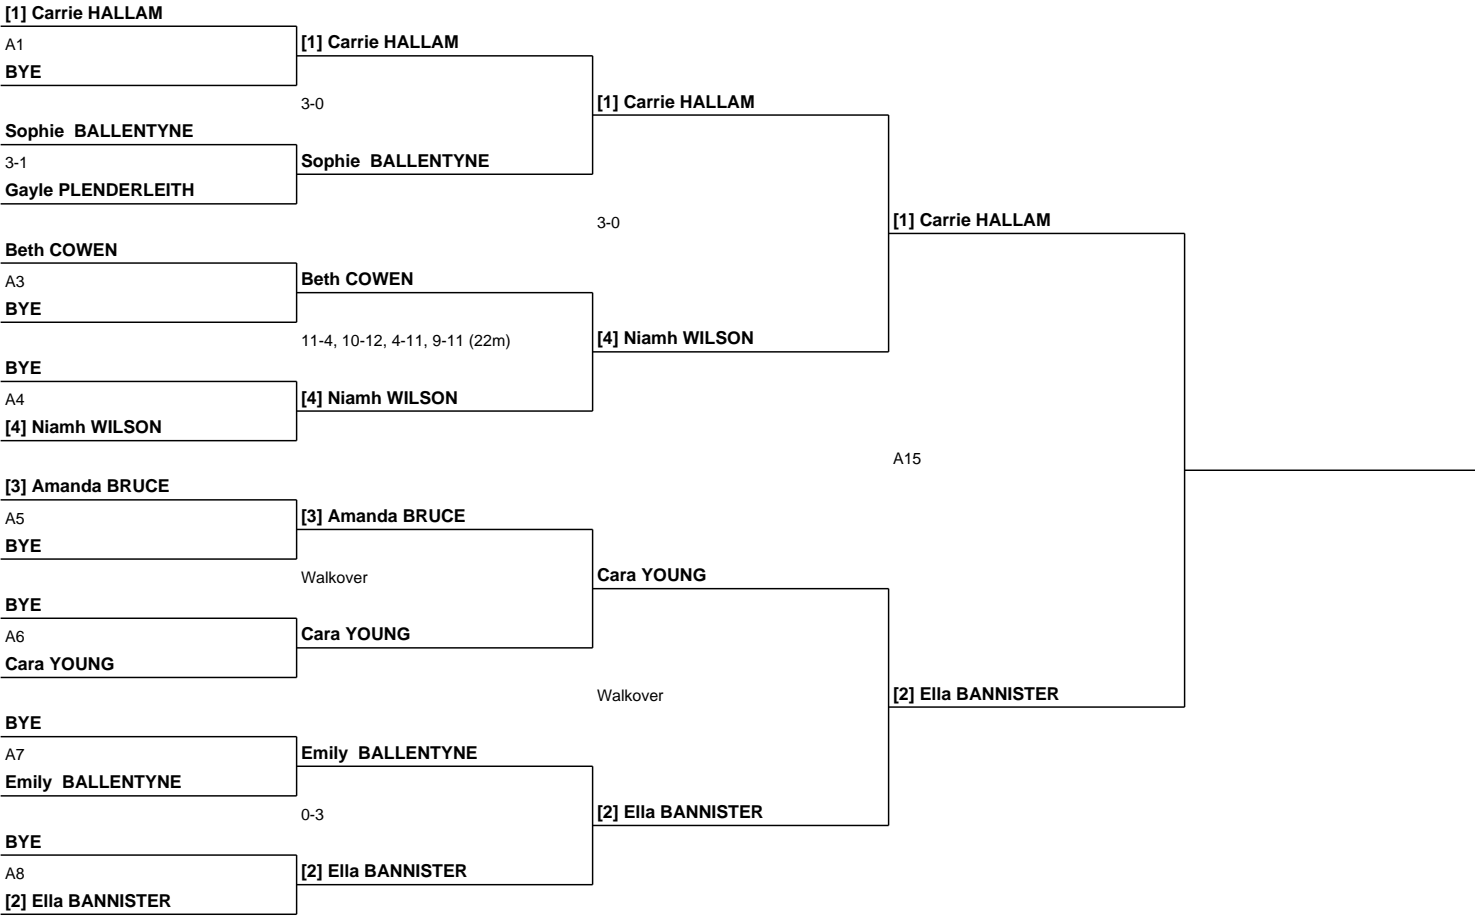 [1] Carrie HALLAM
A1
BYE
[1] Carrie HALLAM
3-0
Sophie  BALLENTYNE
3-1
Gayle PLENDERLEITH
Sophie  BALLENTYNE
[1] Carrie HALLAM
3-0
Beth COWEN
A3
BYE
Beth COWEN
11-4, 10-12, 4-11, 9-11 (22m)
BYE
A4
[4] Niamh WILSON
[4] Niamh WILSON
[4] Niamh WILSON
[1] Carrie HALLAM
A15
[3] Amanda BRUCE
A5
BYE
[3] Amanda BRUCE
Walkover
BYE
A6
Cara YOUNG
Cara YOUNG
Cara YOUNG
Walkover
BYE
A7
Emily  BALLENTYNE
Emily  BALLENTYNE
0-3
BYE
A8
[2] Ella BANNISTER
[2] Ella BANNISTER
[2] Ella BANNISTER
[2] Ella BANNISTER